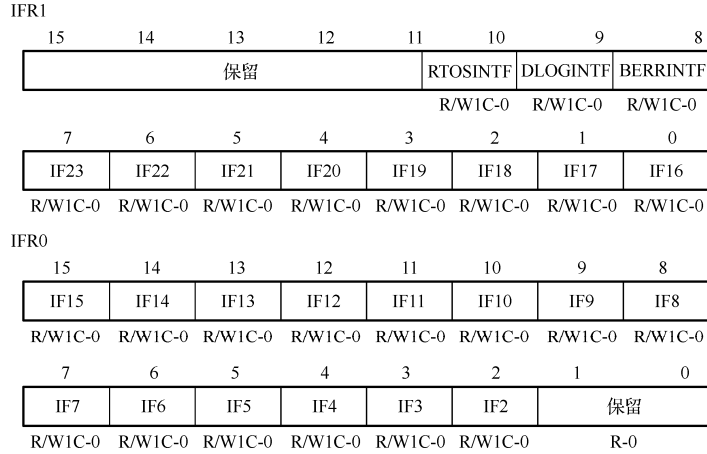 IFR1
15 14 13 12 11 10 9 8
保留 RTOSINTF DLOGINTF BERRINTF
R/W1C-0 R/W1C-0 R/W1C-0
7 6 5 4 3 2 1 0
IF23 IF22 IF21 IF20 IF19 IF18 IF17 IF16
R/W1C-0 R/W1C-0 R/W1C-0 R/W1C-0 R/W1C-0 R/W1C-0 R/W1C-0 R/W1C-0
IFR0
15 14 13 12 11 10 9 8
IF15 IF14 IF13 IF12 IF11 IF10 IF9 IF8
R/W1C-0 R/W1C-0 R/W1C-0 R/W1C-0 R/W1C-0 R/W1C-0 R/W1C-0 R/W1C-0
7 6 5 4 3 2 1 0
IF7 IF6 IF5 IF4 IF3 IF2 保留
R/W1C-0 R/W1C-0 R/W1C-0 R/W1C-0 R/W1C-0 R/W1C-0 R-0